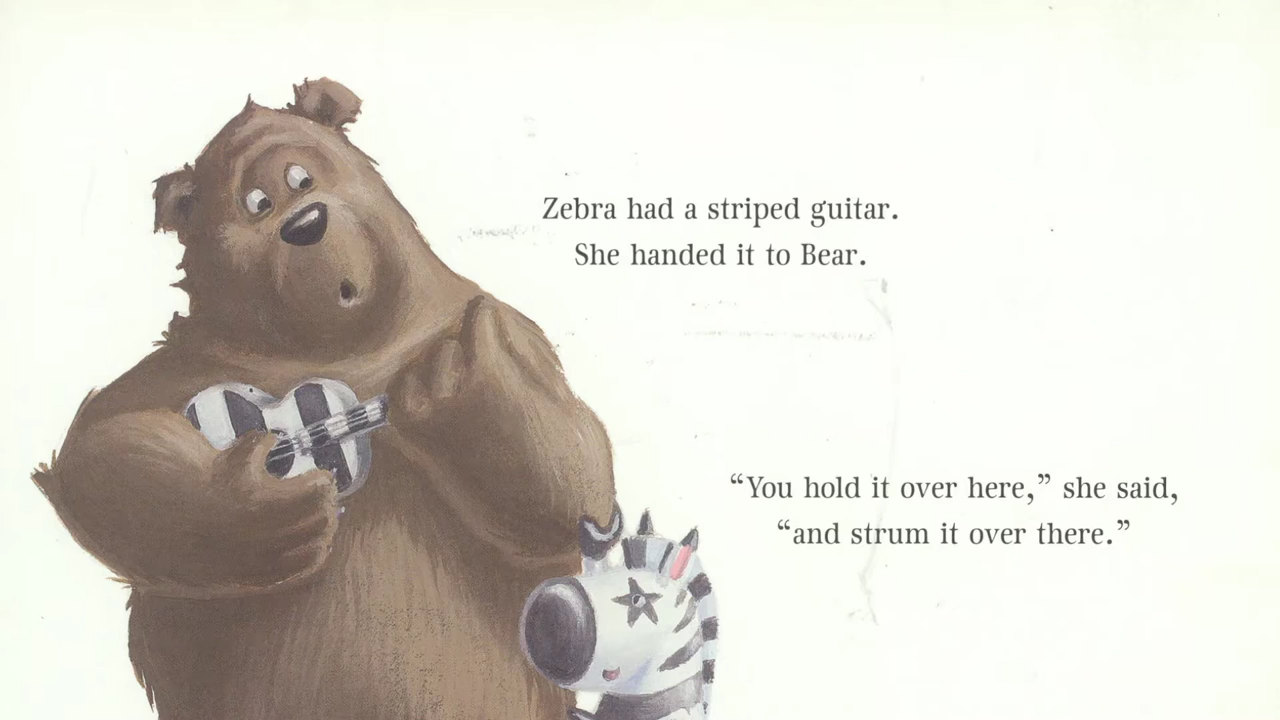 Zebra had a striped guitar.
She handed it to Bear.
“You hold it over here,” she said,
“and strum it over there.”